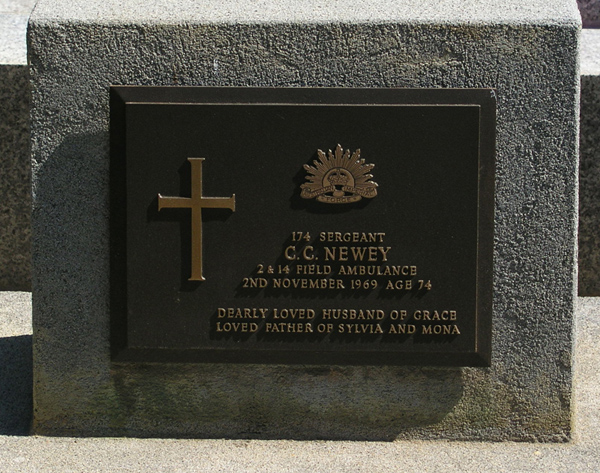 174 SERGEANT
C. C. NEWEY
2 & 14 FIELD AMBULANCE
2ND NOVEMBER 1969 AGE 74
DEARLY LOVED HUSBAND OF GRACE
LOVED FATHER OF SYLVIA AND MONA